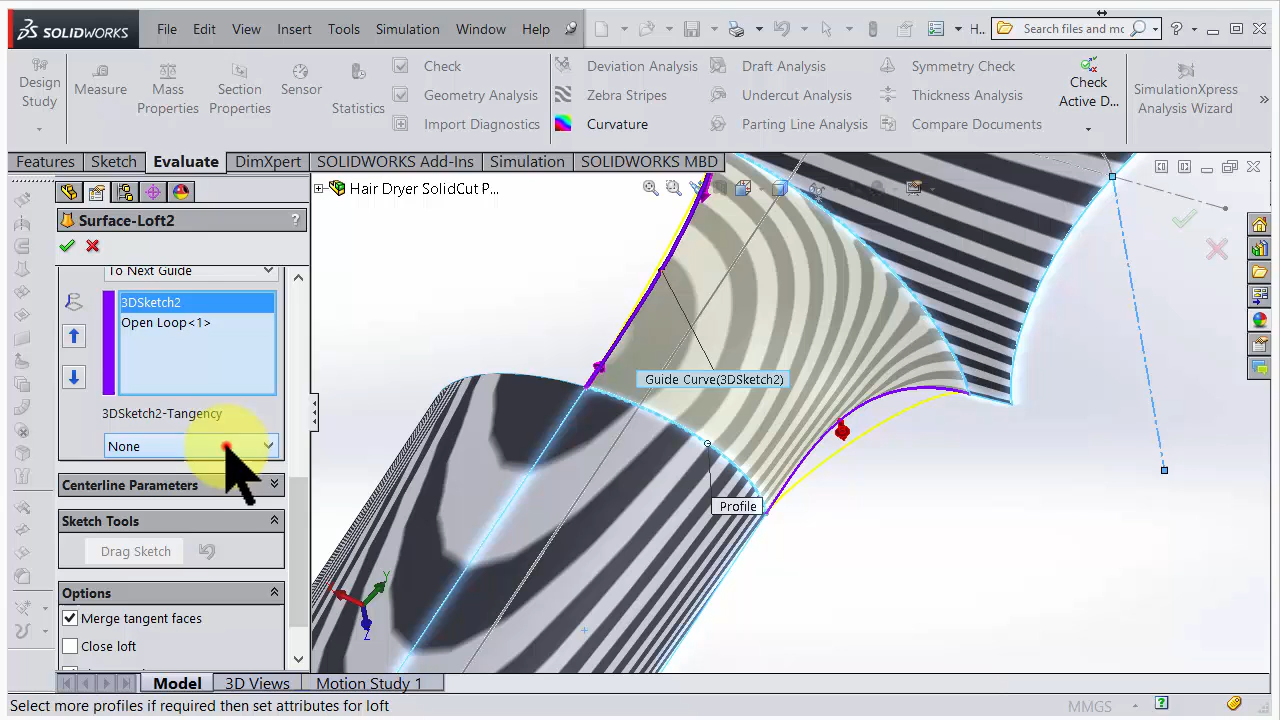 SOLIDWORKS
File Edit View Insert Tools Simulation Window Help
H..
Search files and mc
?
Design Study
Measure
Mass Properties
Section Properties
Sensor
Statistics
Check
Geometry Analysis
Import Diagnostics
Deviation Analysis
Zebra Stripes
Curvature
Draft Analysis
Undercut Analysis
Parting Line Analysis
Symmetry Check
Thickness Analysis
Compare Documents
Check Active D...
SimulationXpress Analysis Wizard
Features Sketch Evaluate DimXpert SOLIDWORKS Add-Ins Simulation SOLIDWORKS MBD
Hair Dryer SolidCut P...
Surface-Loft2
?
To Next Guide
3DSketch2
Open Loop<1>
3DSketch2-Tangency
None
Centerline Parameters
Sketch Tools
Drag Sketch
Options
Merge tangent faces
Close loft
Guide Curve(3DSketch2)
Profile
Y
Z
Model 3D Views Motion Study 1
Select more profiles if required then set attributes for loft
MMGS
?